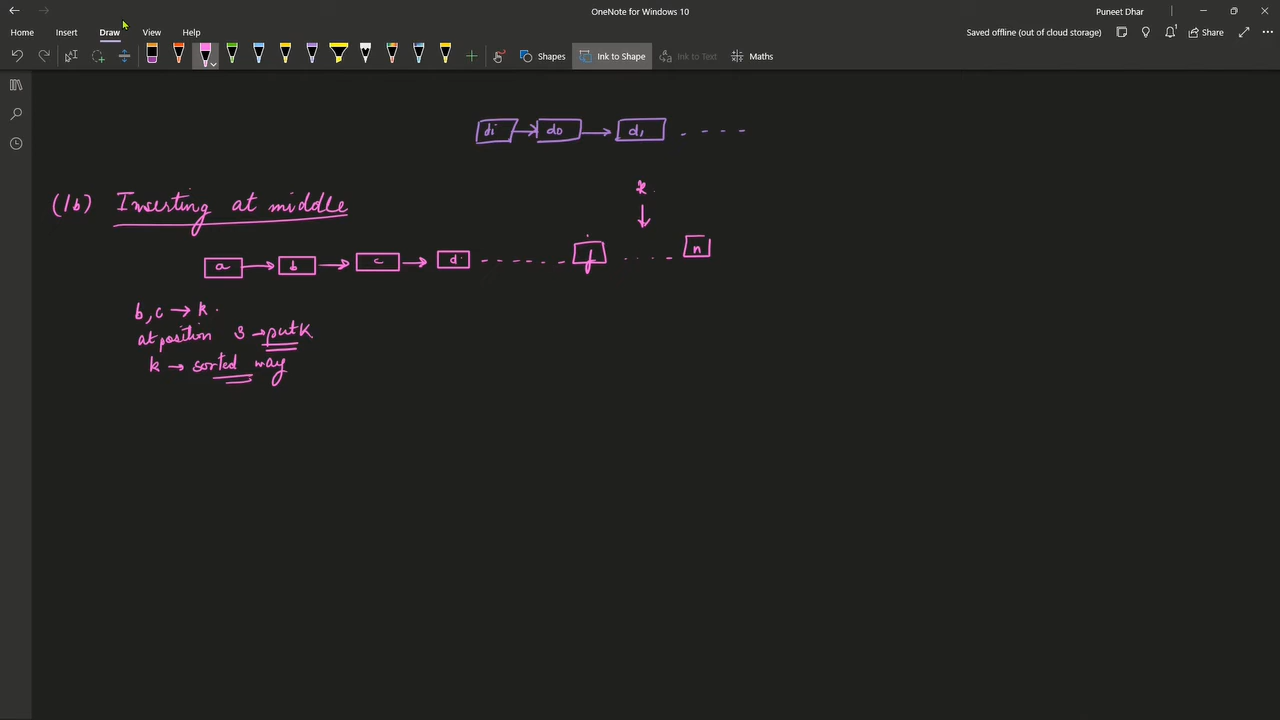 OneNote for Windows 10
Puneet Dhar
Home Insert Draw View Help
Saved offline (out of cloud storage)
Share
Shapes
Ink to Shape
Ink to Text
Maths
di → do → d1 - - - -
(1b) Inserting at middle
k.
a → b → c → d - - - - - - f - - - - n
b, c → k.
at position 3 → put K
k → sorted way